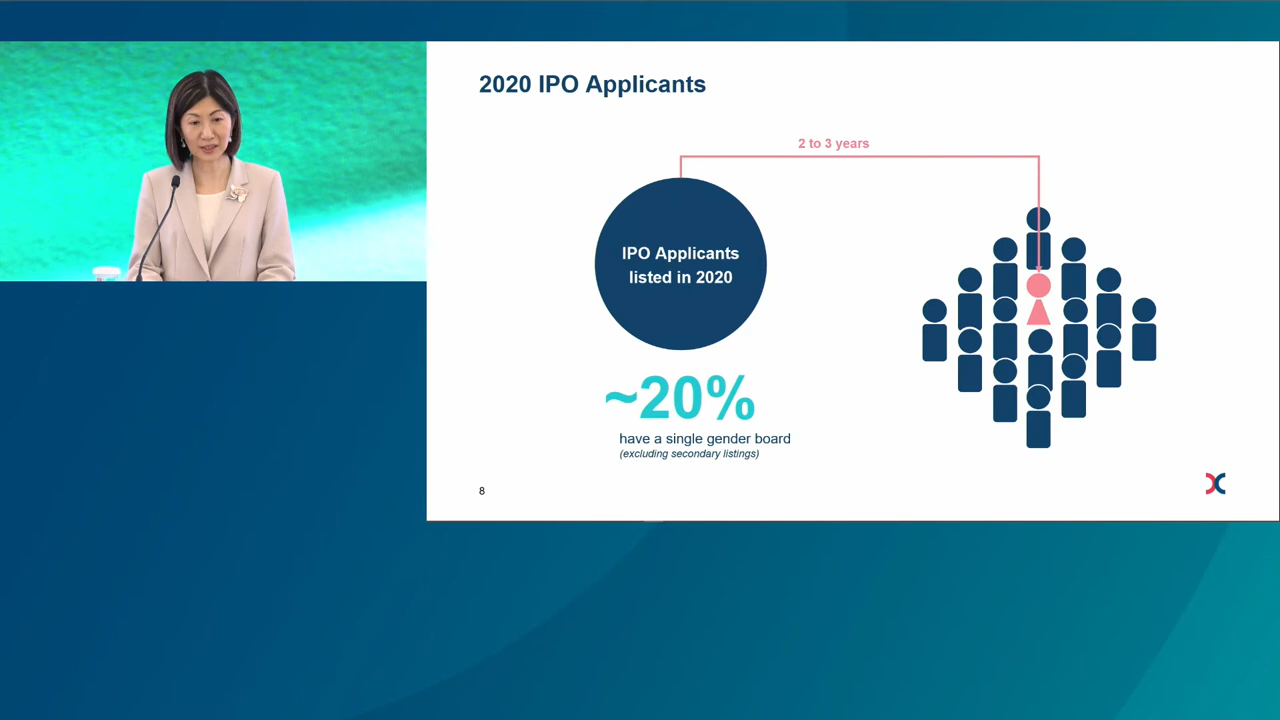 2020 IPO Applicants
2 to 3 years
IPO Applicants
listed in 2020
~20%
have a single gender board
(excluding secondary listings)
8